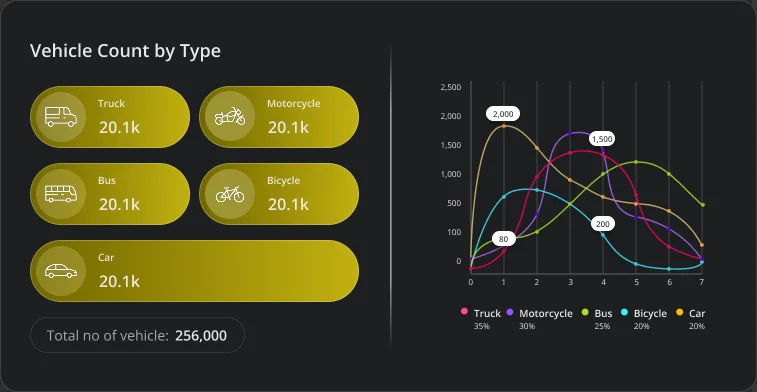 Vehicle Count by Type
Truck
20.1k
Motorcycle
20.1k
Bus
20.1k
Bicycle
20.1k
Car
20.1k
Total no of vehicle: 256,000
2,500
2,000
1,500
1,000
500
100
0
2,000
1,500
80
200
0 1 2 3 4 5 6 7
Truck Motorcycle Bus Bicycle Car
35% 30% 25% 20% 20%